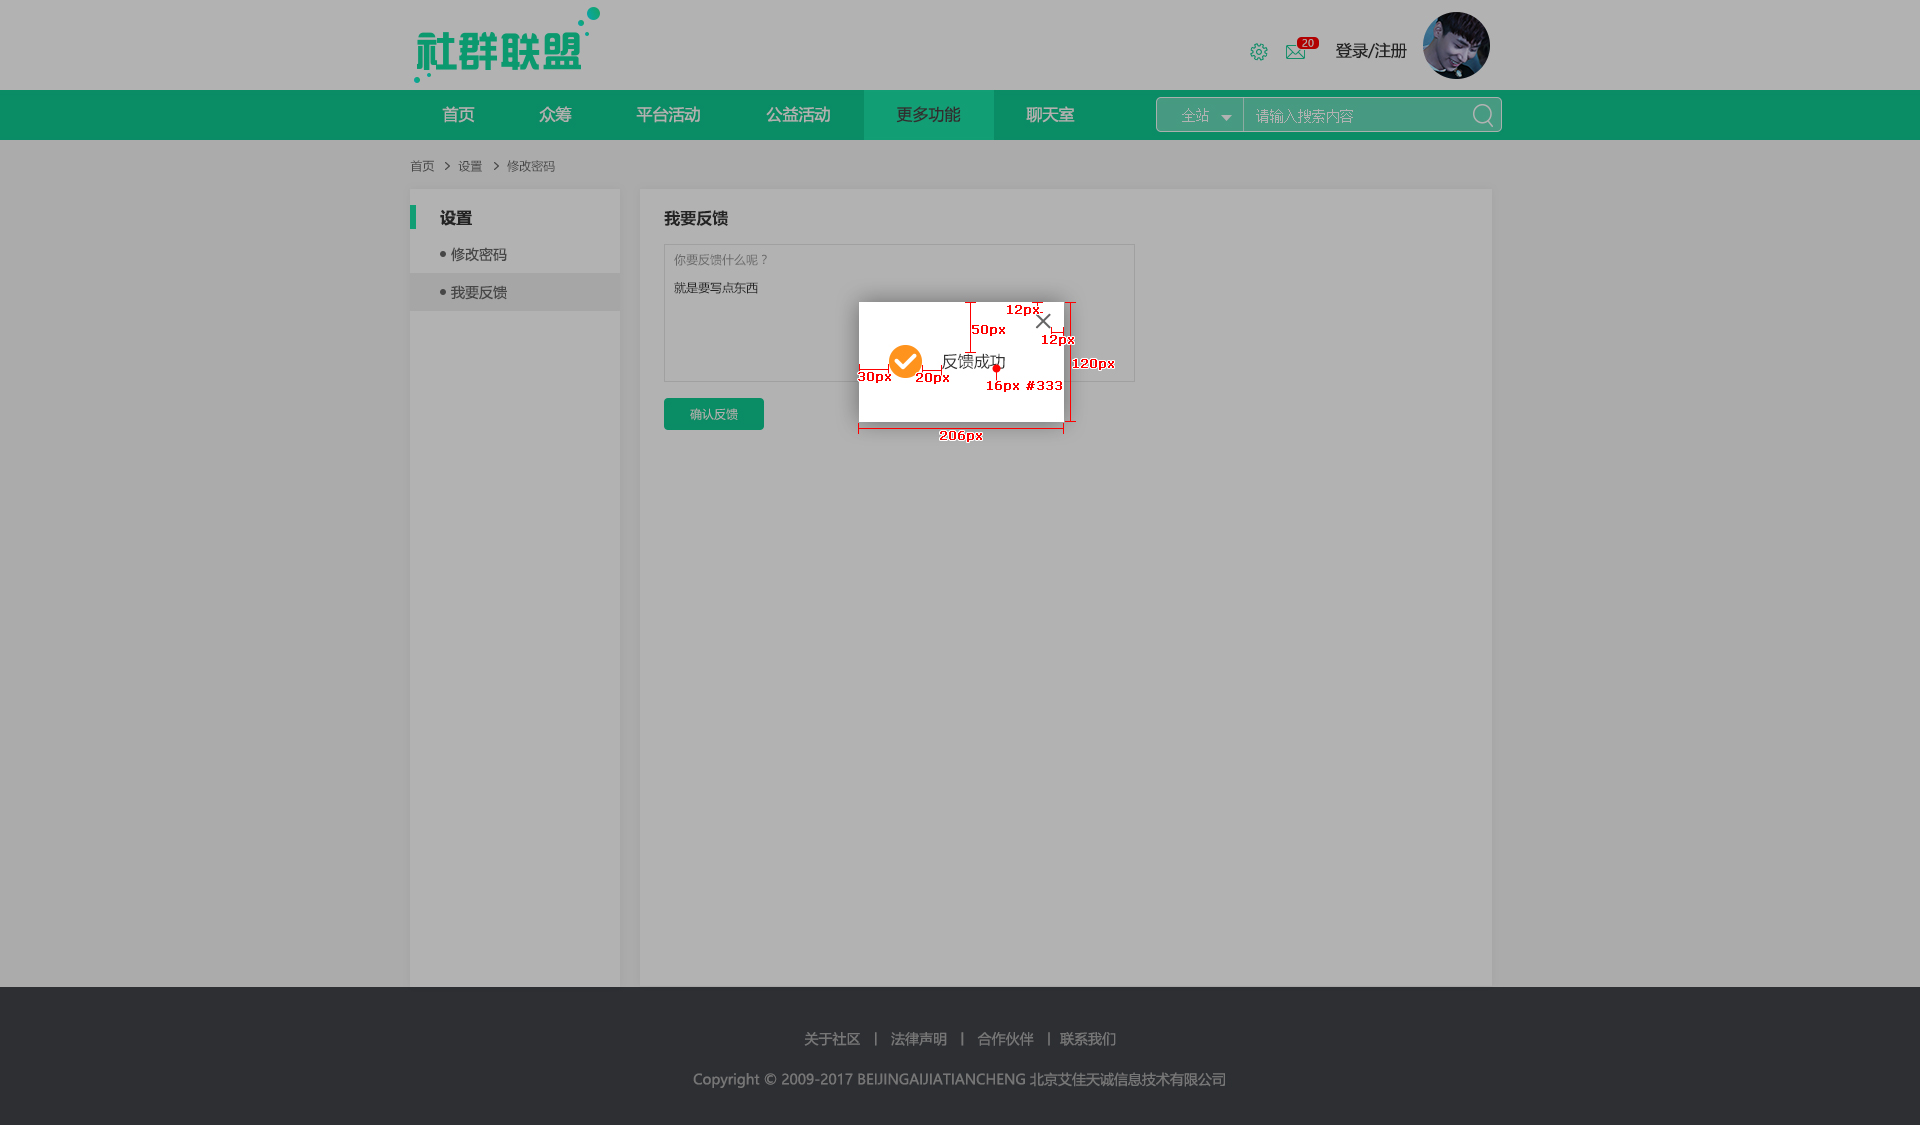 社群联盟
20
登录/注册
首页 众筹 平台活动 公益活动 更多功能 聊天室 全站 请输入搜索内容
首页 > 设置 > 修改密码
设置
• 修改密码
• 我要反馈
我要反馈
你要反馈什么呢？
就是要写点东西
12px
50px
12px
反馈成功
120px
30px
20px
16px #333
206px
确认反馈
关于社区 | 法律声明 | 合作伙伴 | 联系我们
Copyright © 2009-2017 BEIJINGAIJIATIANCHENG 北京艾佳天诚信息技术有限公司